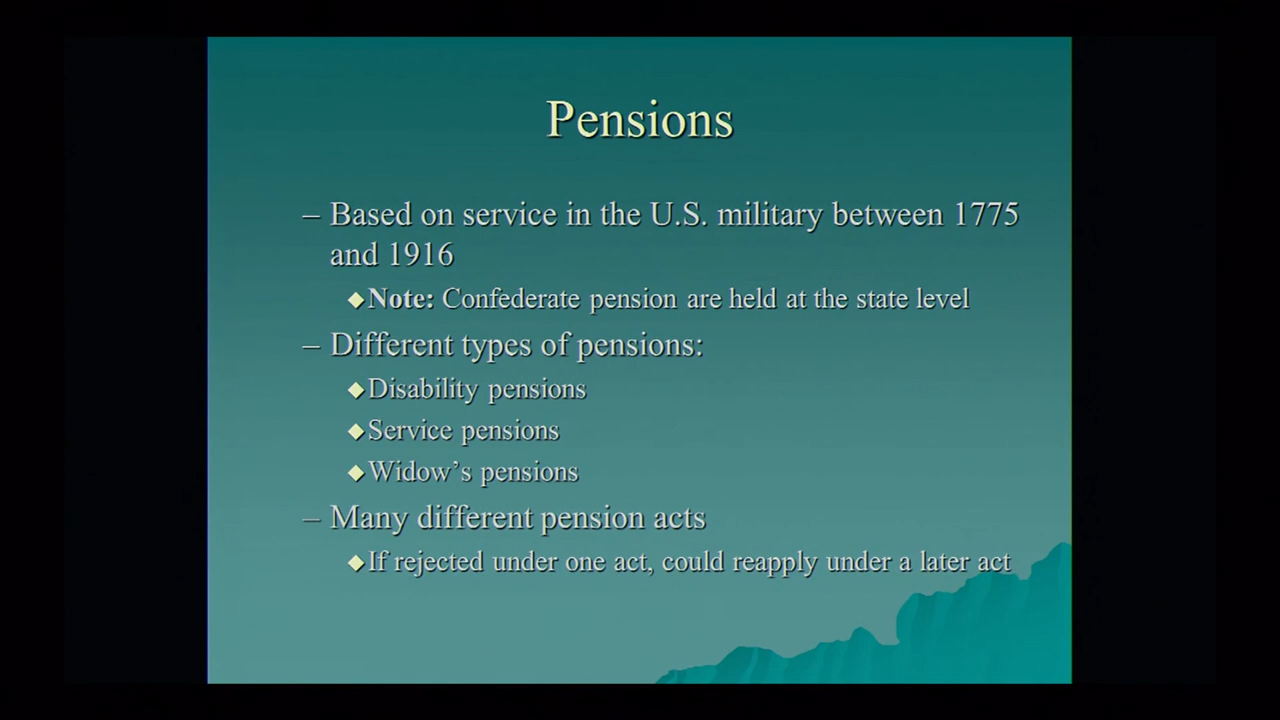 Pensions
– Based on service in the U.S. military between 1775
and 1916
◆Note: Confederate pension are held at the state level
– Different types of pensions:
◆Disability pensions
◆Service pensions
◆Widow's pensions
– Many different pension acts
◆If rejected under one act, could reapply under a later act